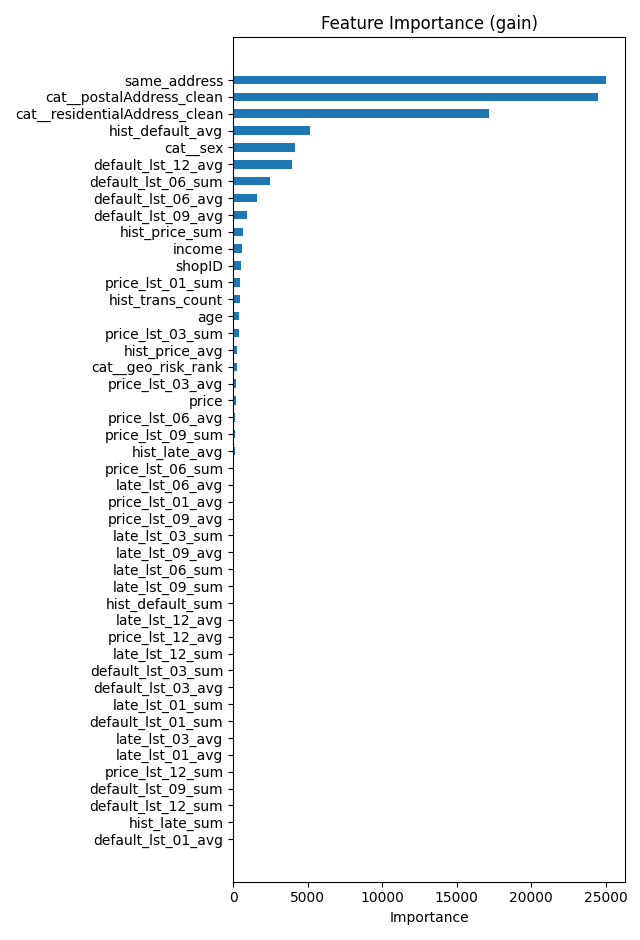 Feature Importance (gain)
same_address
cat__postalAddress_clean
cat__residentialAddress_clean
hist_default_avg
cat__sex
default_lst_12_avg
default_lst_06_sum
default_lst_06_avg
default_lst_09_avg
hist_price_sum
income
shopID
price_lst_01_sum
hist_trans_count
age
price_lst_03_sum
hist_price_avg
cat__geo_risk_rank
price_lst_03_avg
price
price_lst_06_avg
price_lst_09_sum
hist_late_avg
price_lst_06_sum
late_lst_06_avg
price_lst_01_avg
price_lst_09_avg
late_lst_03_sum
late_lst_09_avg
late_lst_06_sum
late_lst_09_sum
hist_default_sum
late_lst_12_avg
price_lst_12_avg
late_lst_12_sum
default_lst_03_sum
default_lst_03_avg
late_lst_01_sum
default_lst_01_sum
late_lst_03_avg
late_lst_01_avg
price_lst_12_sum
default_lst_09_sum
default_lst_12_sum
hist_late_sum
default_lst_01_avg
0 5000 10000 15000 20000 25000
Importance